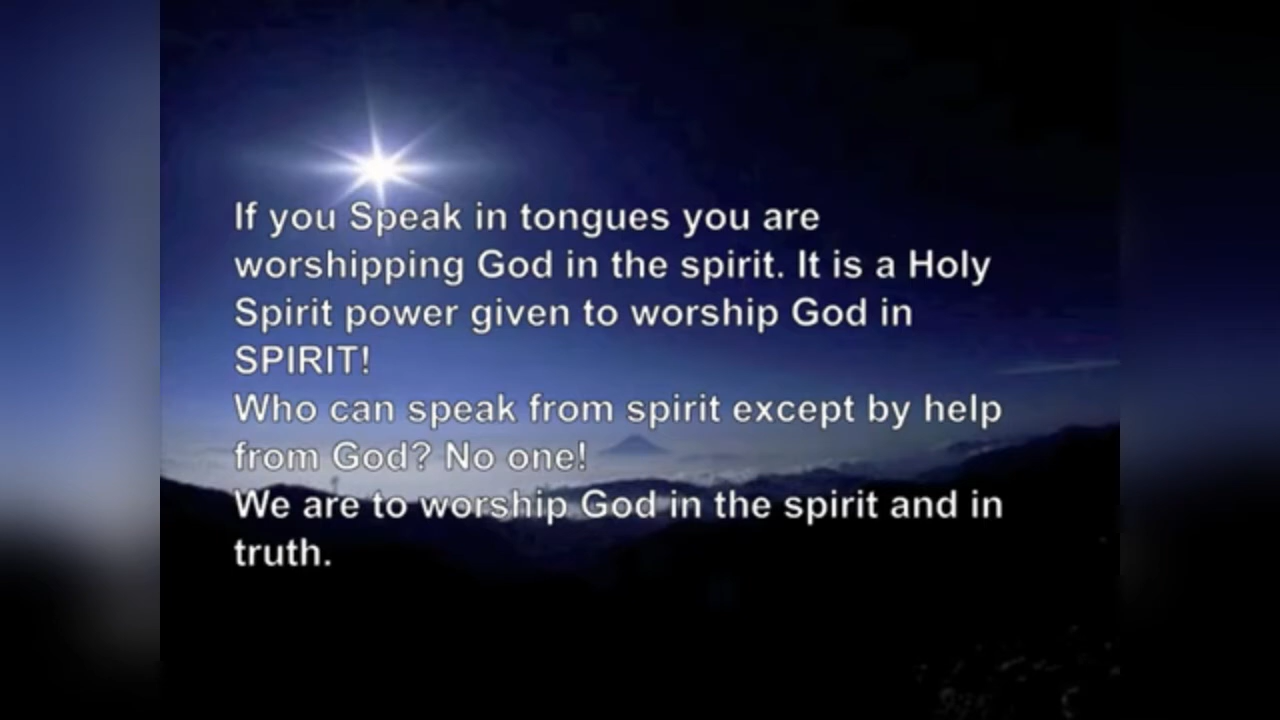 If you Speak in tongues you are
worshipping God in the spirit. It is a Holy
Spirit power given to worship God in
SPIRIT!
Who can speak from spirit except by help
from God? No one!
We are to worship God in the spirit and in
truth.